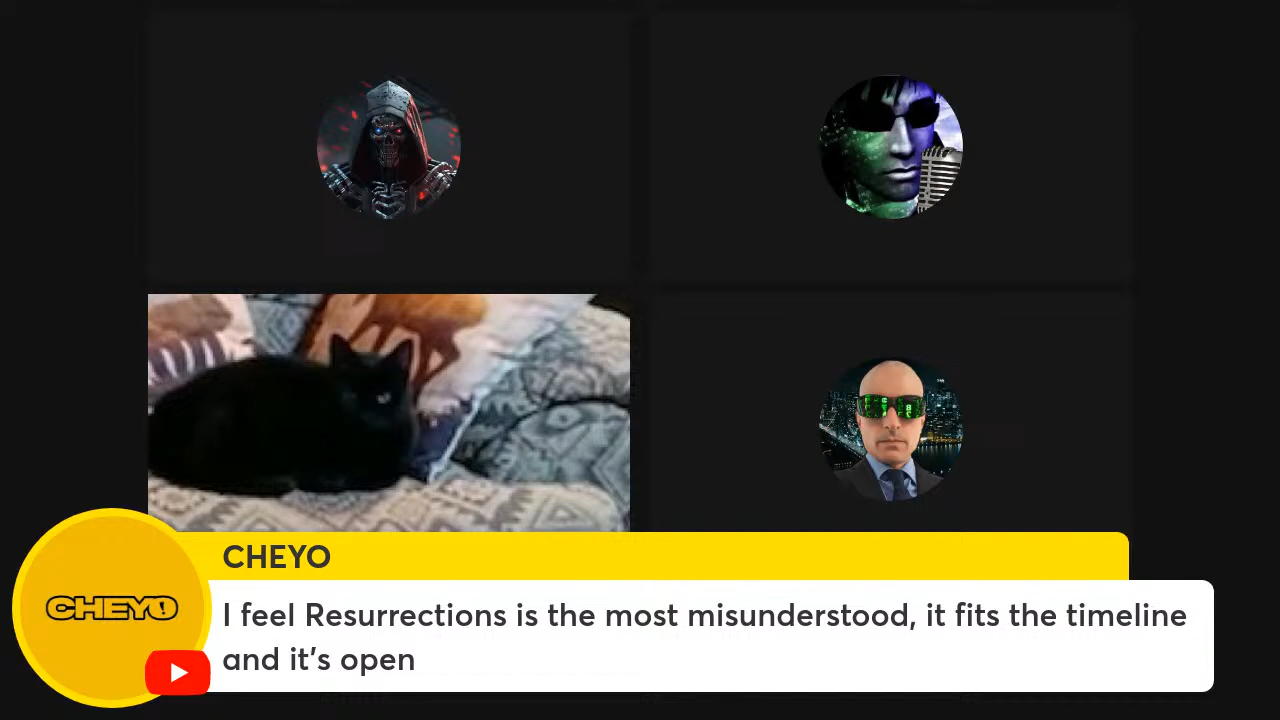 CHEYO
CHEYO
I feel Resurrections is the most misunderstood, it fits the timeline
and it's open